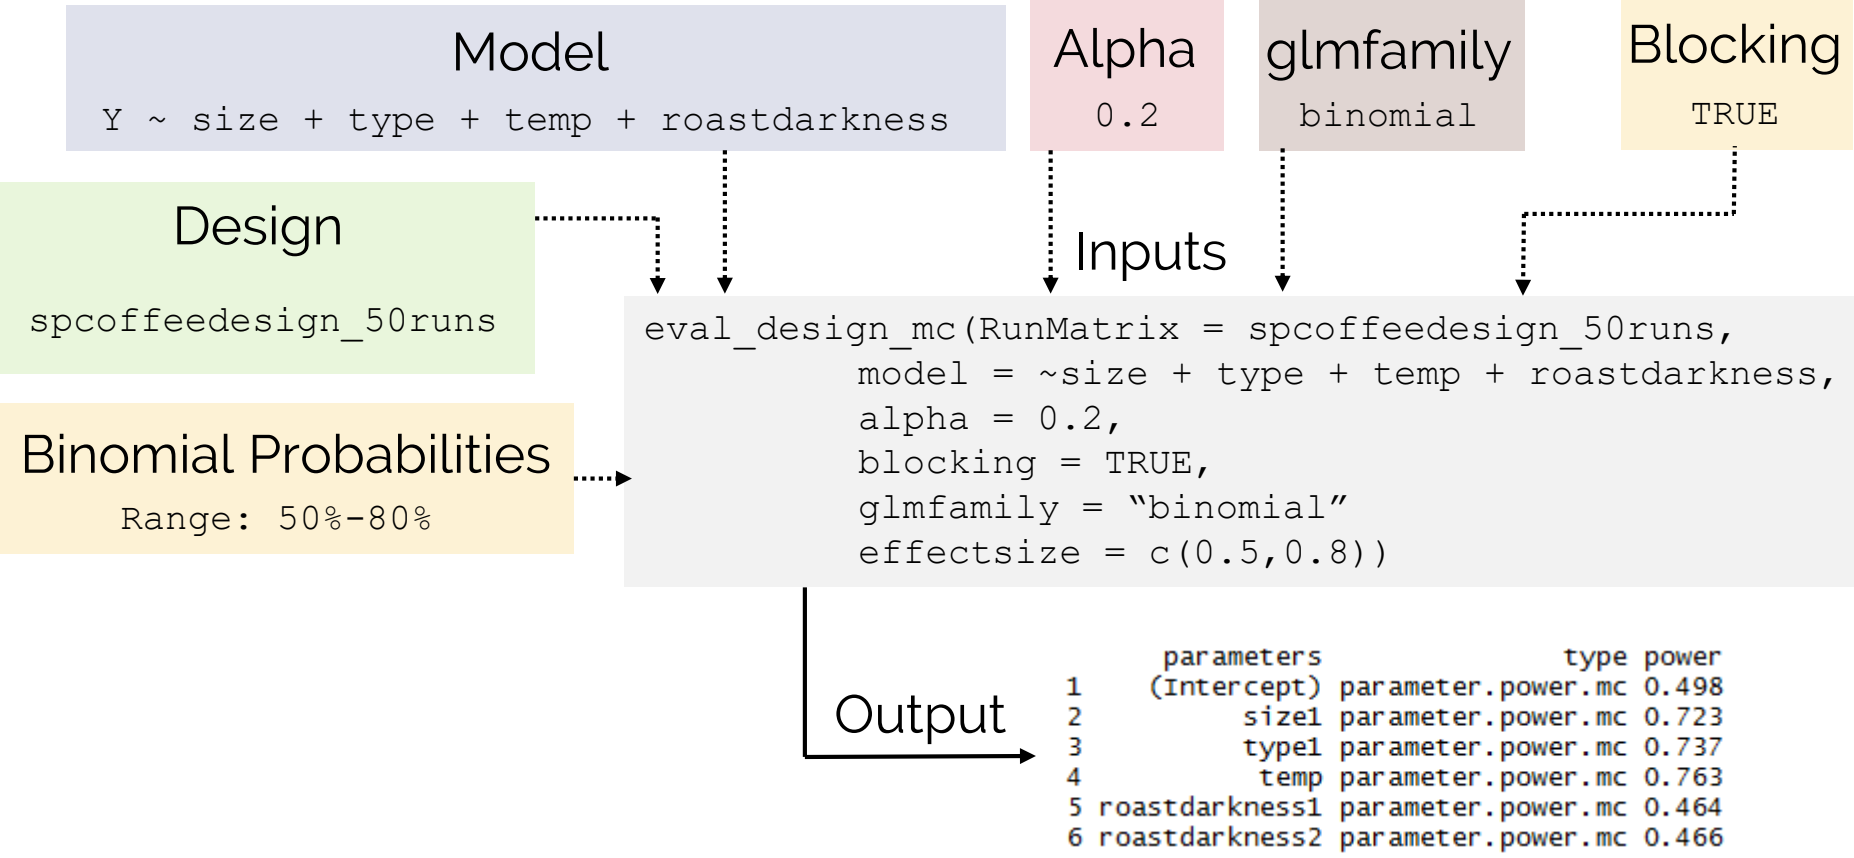 Model
Y ~ size + type + temp + roastdarkness
Alpha
0.2
glmfamily
binomial
Blocking
TRUE
Design
spcoffeedesign_50runs
Binomial Probabilities
Range: 50%-80%
Inputs
eval_design_mc(RunMatrix = spcoffeedesign_50runs,
model = ~size + type + temp + roastdarkness,
alpha = 0.2,
blocking = TRUE,
glmfamily = “binomial”
effectsize = c(0.5,0.8))
Output
parameters type power
1 (Intercept) parameter.power.mc 0.498
2 size1 parameter.power.mc 0.723
3 type1 parameter.power.mc 0.737
4 temp parameter.power.mc 0.763
5 roastdarkness1 parameter.power.mc 0.464
6 roastdarkness2 parameter.power.mc 0.466